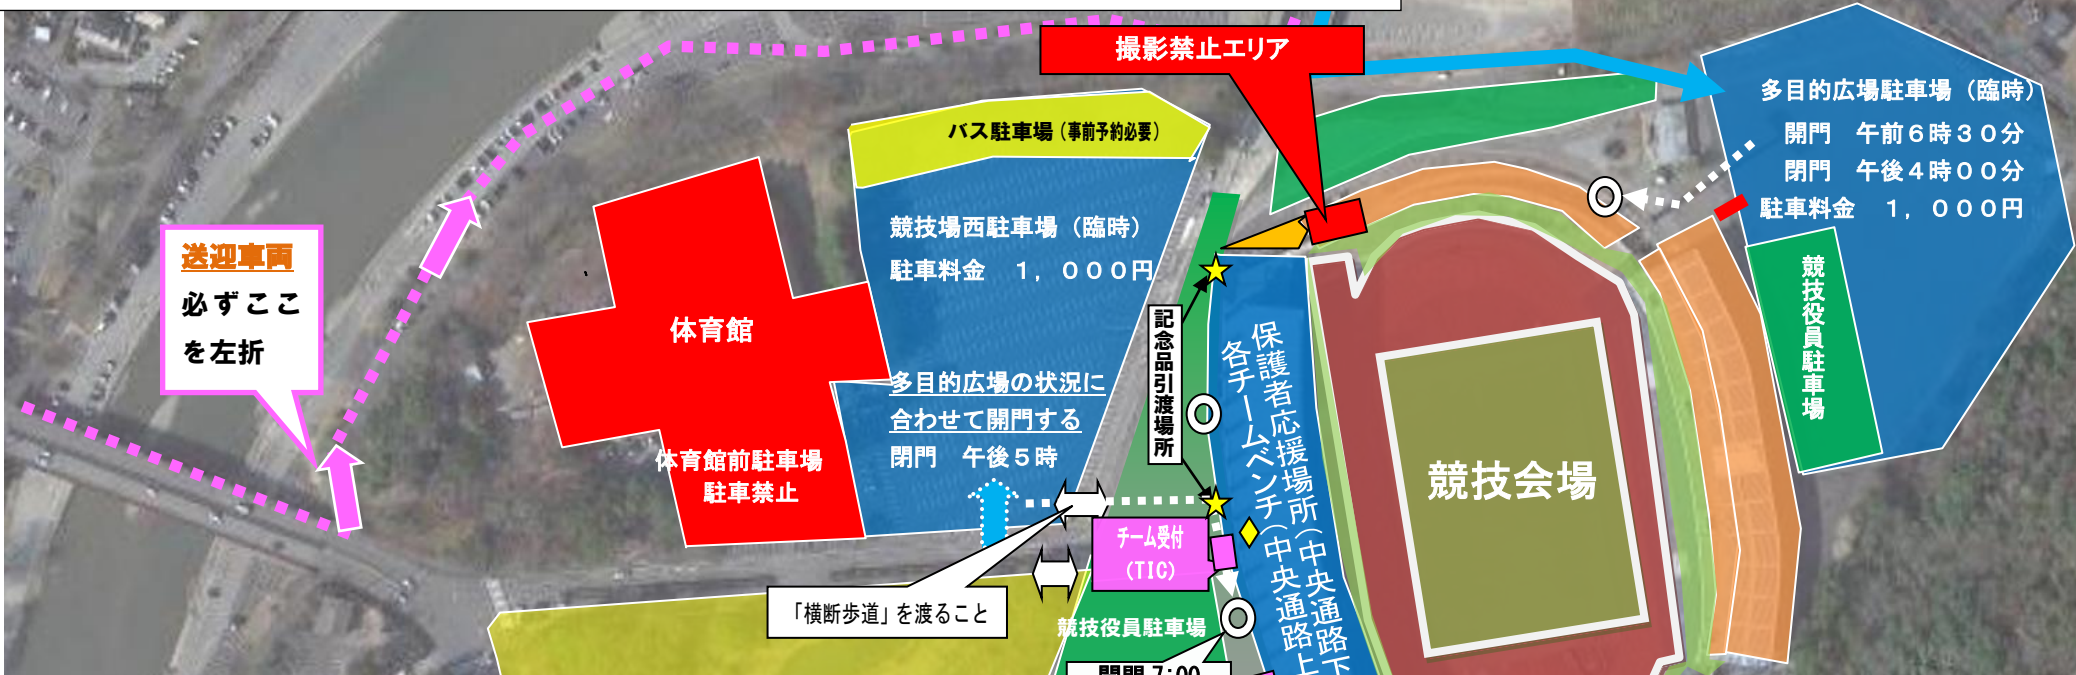 撮影禁止エリア
多目的広場駐車場（臨時）
開門　午前６時３０分
閉門　午後４時００分
駐車料金　１，０００円
バス駐車場（事前予約必要）
競技場西駐車場（臨時）
駐車料金　１，０００円
送迎車両
必ずここ
を左折
体育館
競技役員駐車場
記念品引渡場所
保護者応援場所（中央通路下
各チームベンチ（中央通路上
多目的広場の状況に
合わせて開門する
閉門　午後５時
体育館前駐車場
駐車禁止
競技会場
チーム受付
（TIC）
「横断歩道」を渡ること
競技役員駐車場
開門 7:00